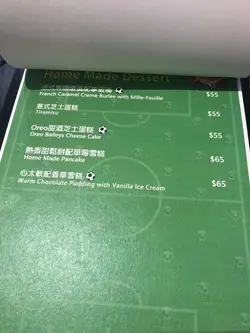 Home Made Dessert
French Caramel Creme Burlee with Mille-Feuille $55
意式芝士蛋糕
Tiramisu $55
Oreo甜酒芝士蛋糕
Oreo Baileys Cheese Cake $55
熱香甜鬆餅配草莓雪糕 $65
Home Made Pancake
心太軟配香草雪糕 $65
Warm Chocolate Pudding with Vanilla Ice Cream